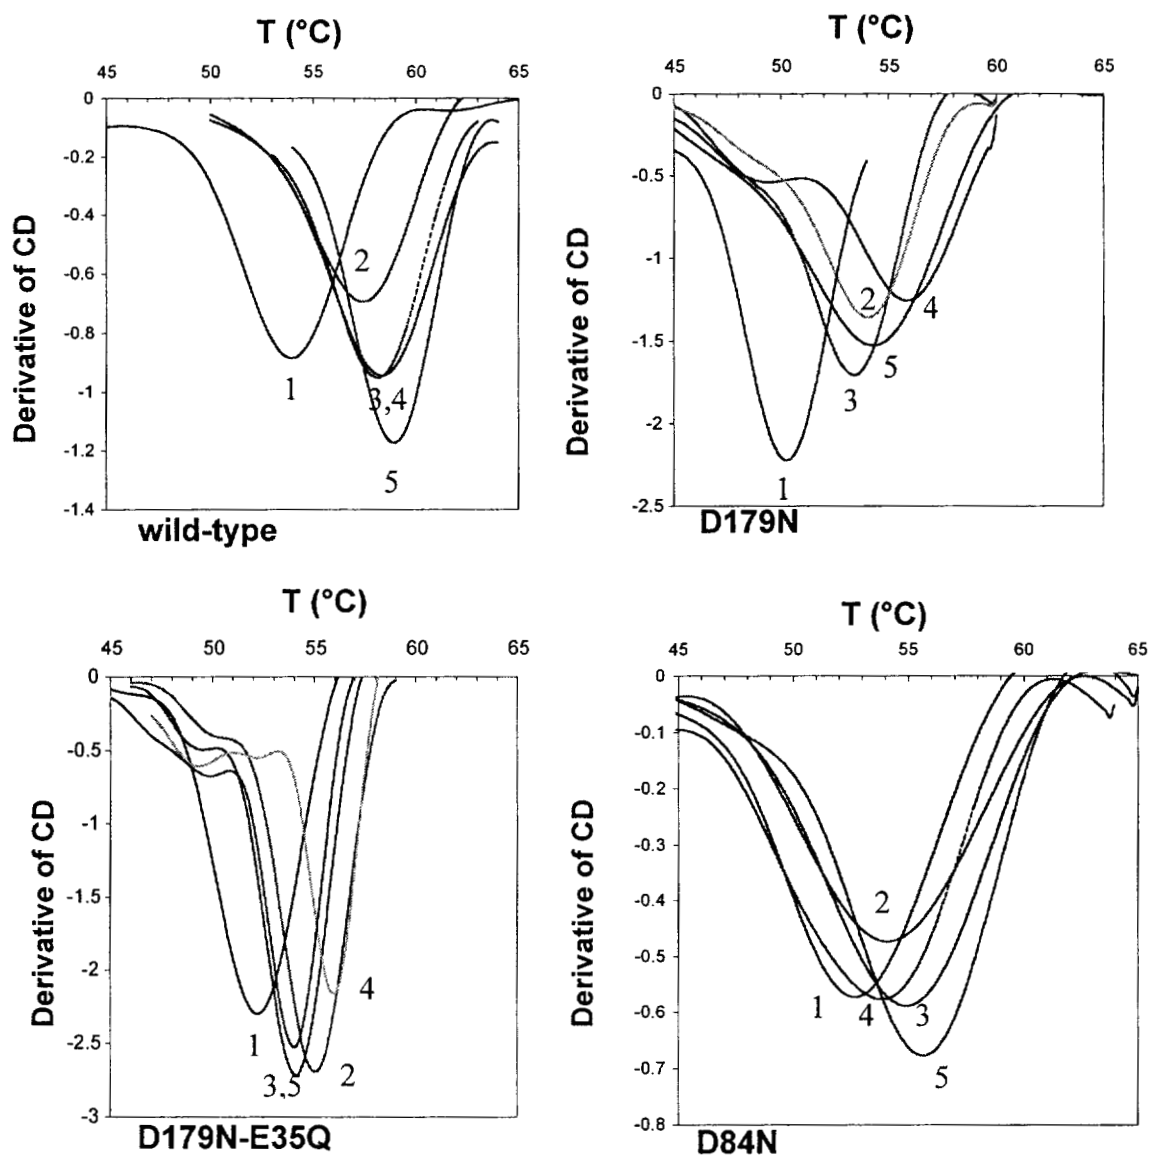 T (°C)
45 50 55 60 65
0
-0.2
-0.4
-0.6
-0.8
-1
-1.2
-1.4
Derivative of CD
1
2
3,4
5
wild-type
T (°C)
45 50 55 60 65
0
-0.5
-1
-1.5
-2
-2.5
Derivative of CD
2
4
5
3
1
D179N
T (°C)
45 50 55 60 65
0
-0.5
-1
-1.5
-2
-2.5
-3
Derivative of CD
4
1
2
3,5
D179N-E35Q
T (°C)
45 50 55 60 65
0
-0.1
-0.2
-0.3
-0.4
-0.5
-0.6
-0.7
-0.8
Derivative of CD
2
1 4 3
5
D84N